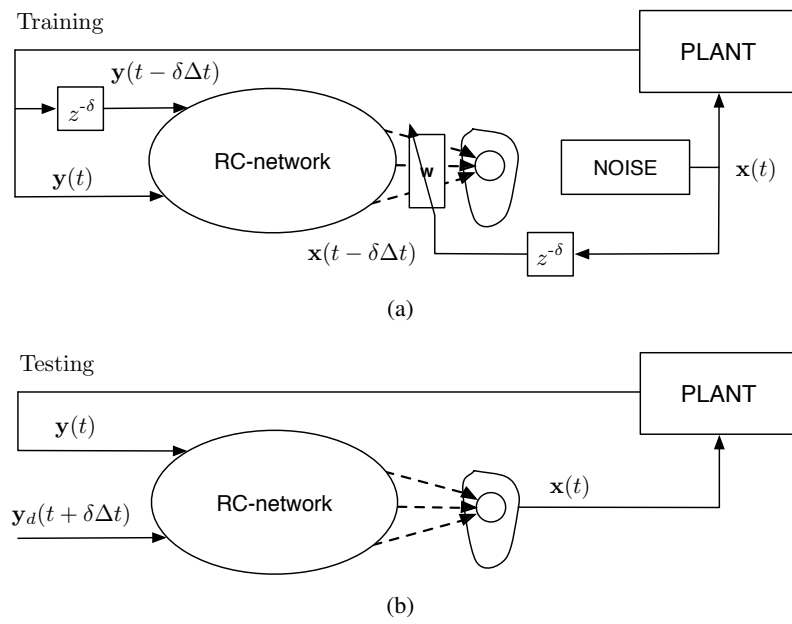 Training
PLANT
y(t − δΔt)
z^-δ
RC-network
y(t)
w
NOISE
x(t)
x(t − δΔt)
z^-δ
(a)
Testing
PLANT
y(t)
RC-network
x(t)
y_d(t + δΔt)
(b)